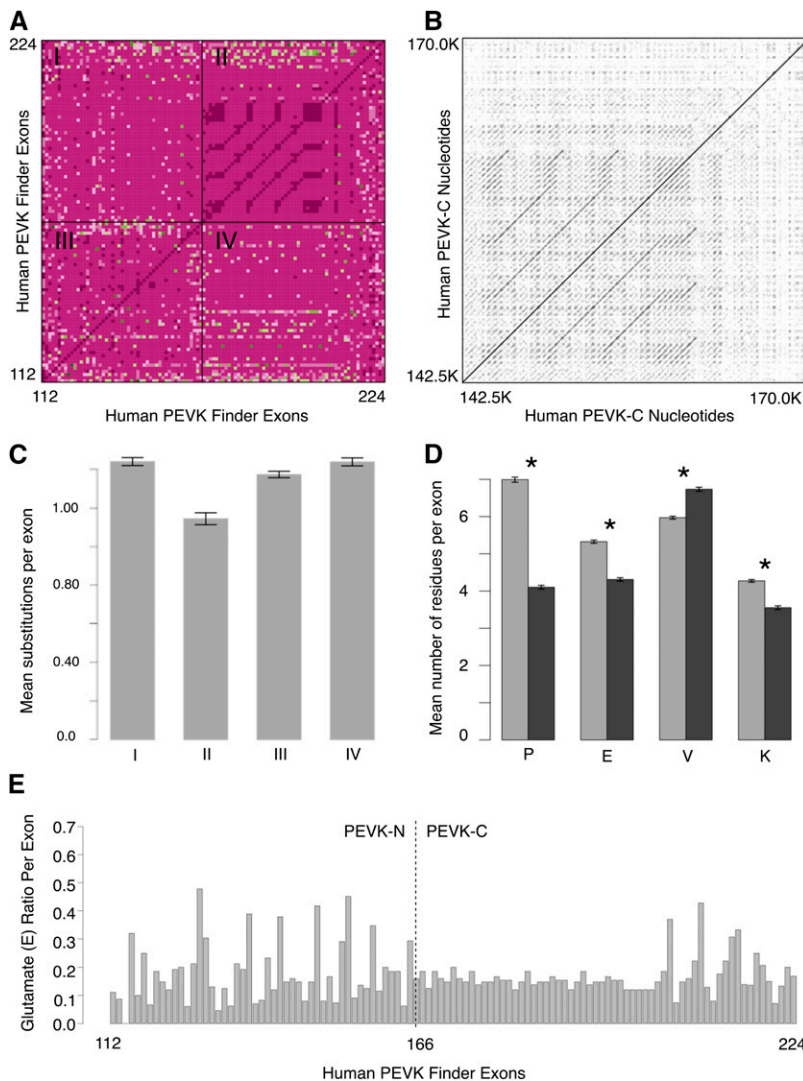 A
B
224
I
II
III
IV
112
Human PEVK Finder Exons
112
224
Human PEVK Finder Exons
170.0K
142.5K
Human PEVK-C Nucleotides
142.5K
170.0K
Human PEVK-C Nucleotides
C
Mean substitutions per exon
1.00
0.80
0.40
0.0
I
II
III
IV
D
Mean number of residues per exon
6
4
2
0
*
*
*
*
P
E
V
K
E
Glutamate (E) Ratio Per Exon
0.7
0.6
0.5
0.4
0.3
0.2
0.1
0.0
PEVK-N
PEVK-C
112
166
224
Human PEVK Finder Exons